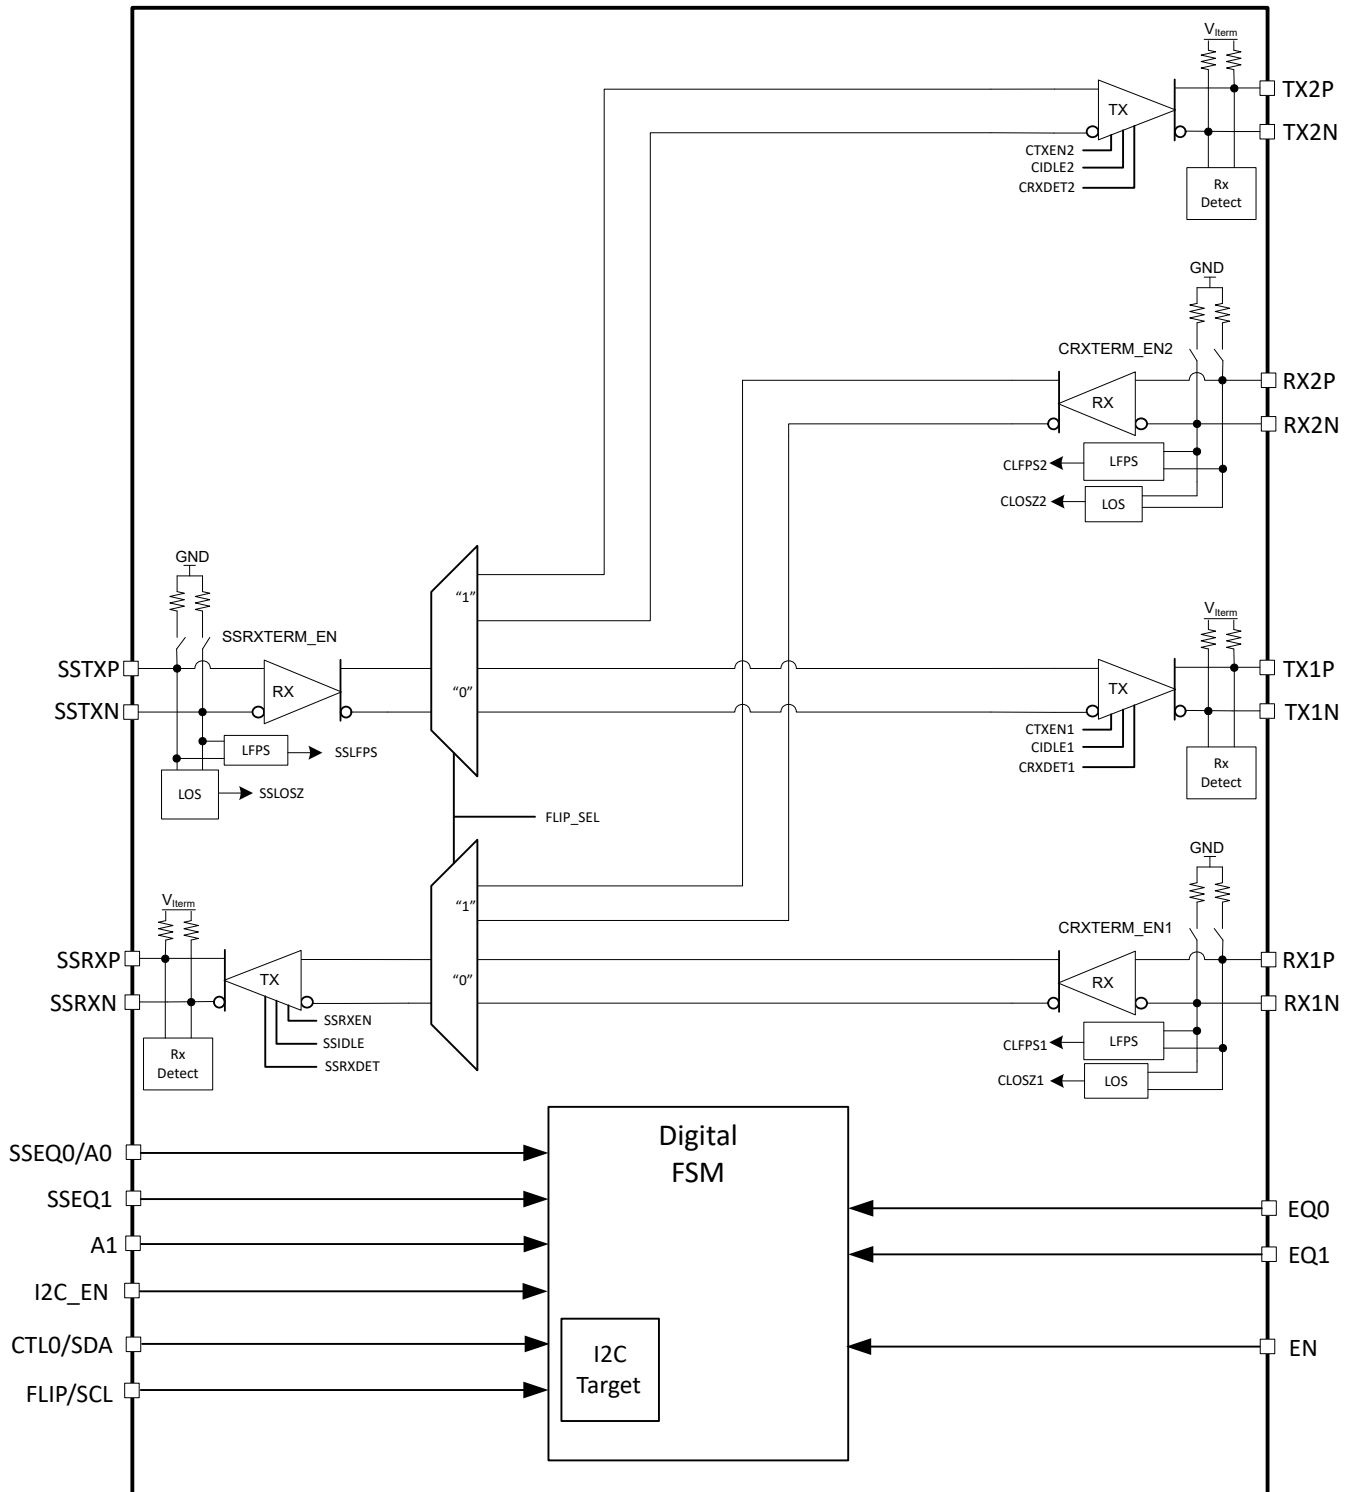 VIterm
TX2P
TX
TX2N
CTXEN2
CIDLE2
CRXDET2
Rx
Detect
GND
CRXTERM_EN2
RX2P
RX
RX2N
CLFPS2
LFPS
CLOSZ2
LOS
GND
"1"
VIterm
SSRXTERM_EN
SSTXP
TX1P
RX
"0"
TX
SSTXN
TX1N
CTXEN1
LFPS
SSLFPS
CIDLE1
CRXDET1
Rx
Detect
LOS
SSLOSZ
FLIP_SEL
GND
VIterm
"1"
CRXTERM_EN1
SSRXP
RX1P
TX
"0"
RX
SSRXN
RX1N
SSRXEN
SSIDLE
SSRXDET
Rx
Detect
CLFPS1
LFPS
CLOSZ1
LOS
Digital
FSM
SSEQ0/A0
SSEQ1
EQ0
A1
EQ1
I2C_EN
CTL0/SDA
I2C
Target
EN
FLIP/SCL